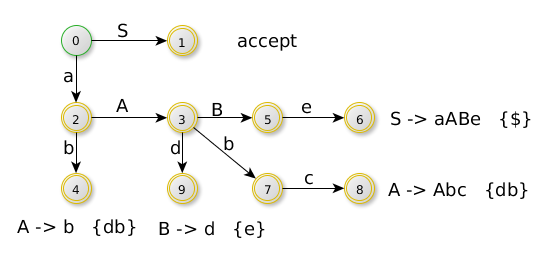 0 S 1 accept
a
2 A 3 B 5 e 6 S -> aABe {$}
b d b
4 9 7 c 8 A -> Abc {db}
A -> b {db} B -> d {e}